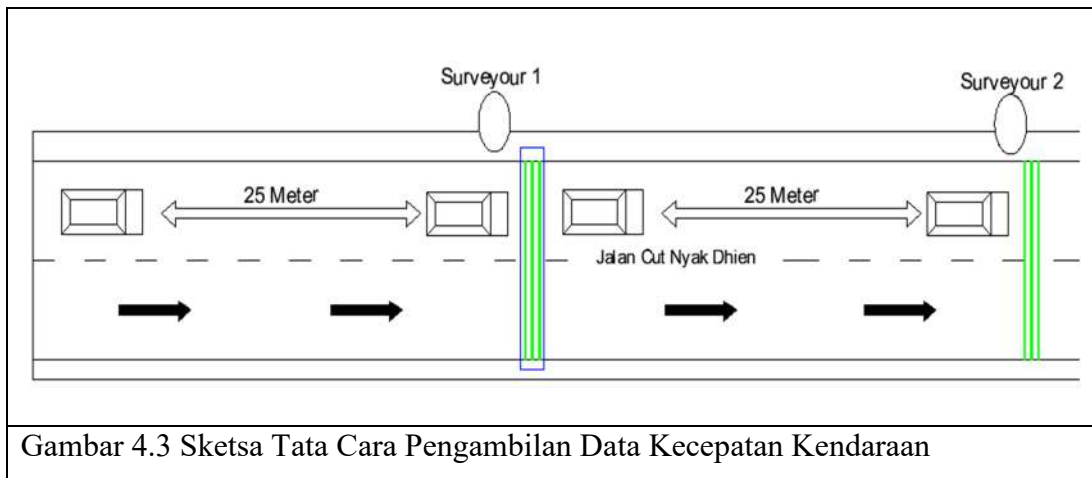 Surveyour 1
Surveyour 2
25 Meter
25 Meter
Jalan Cut Nyak Dhien
Gambar 4.3 Sketsa Tata Cara Pengambilan Data Kecepatan Kendaraan